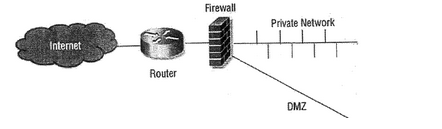 Firewall
Private Network
Internet
Router
DMZ